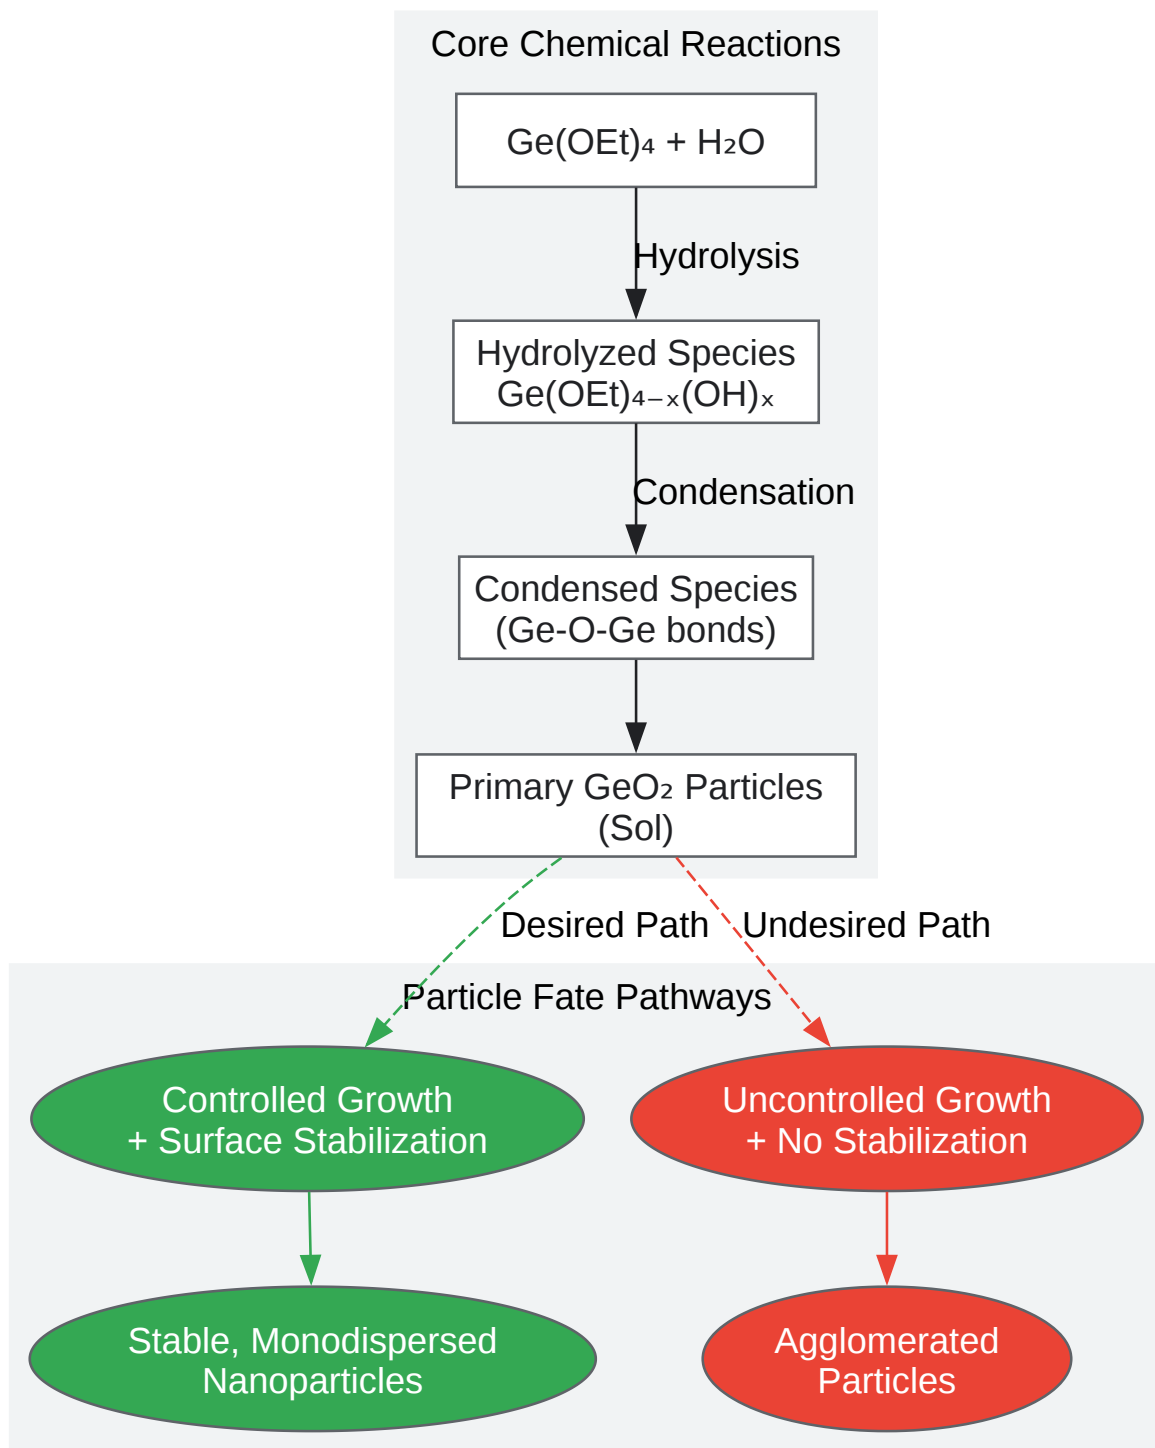 Core Chemical Reactions
Ge(OEt)₄ + H₂O
Hydrolysis
Hydrolyzed Species
Ge(OEt)₄₋ₓ(OH)ₓ
Condensation
Condensed Species
(Ge-O-Ge bonds)
Primary GeO₂ Particles
(Sol)
Desired Path
Undesired Path
Particle Fate Pathways
Controlled Growth
+ Surface Stabilization
Uncontrolled Growth
+ No Stabilization
Stable, Monodispersed
Nanoparticles
Agglomerated
Particles